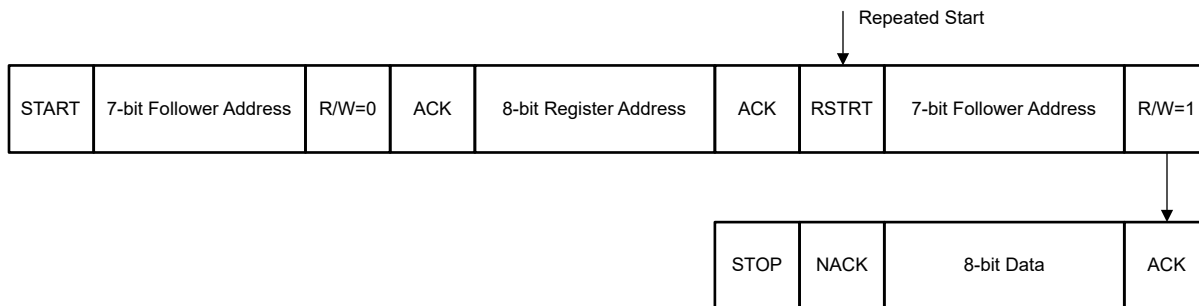 Repeated Start
START 7-bit Follower Address R/W=0 ACK 8-bit Register Address ACK RSTRT 7-bit Follower Address R/W=1
STOP NACK 8-bit Data ACK